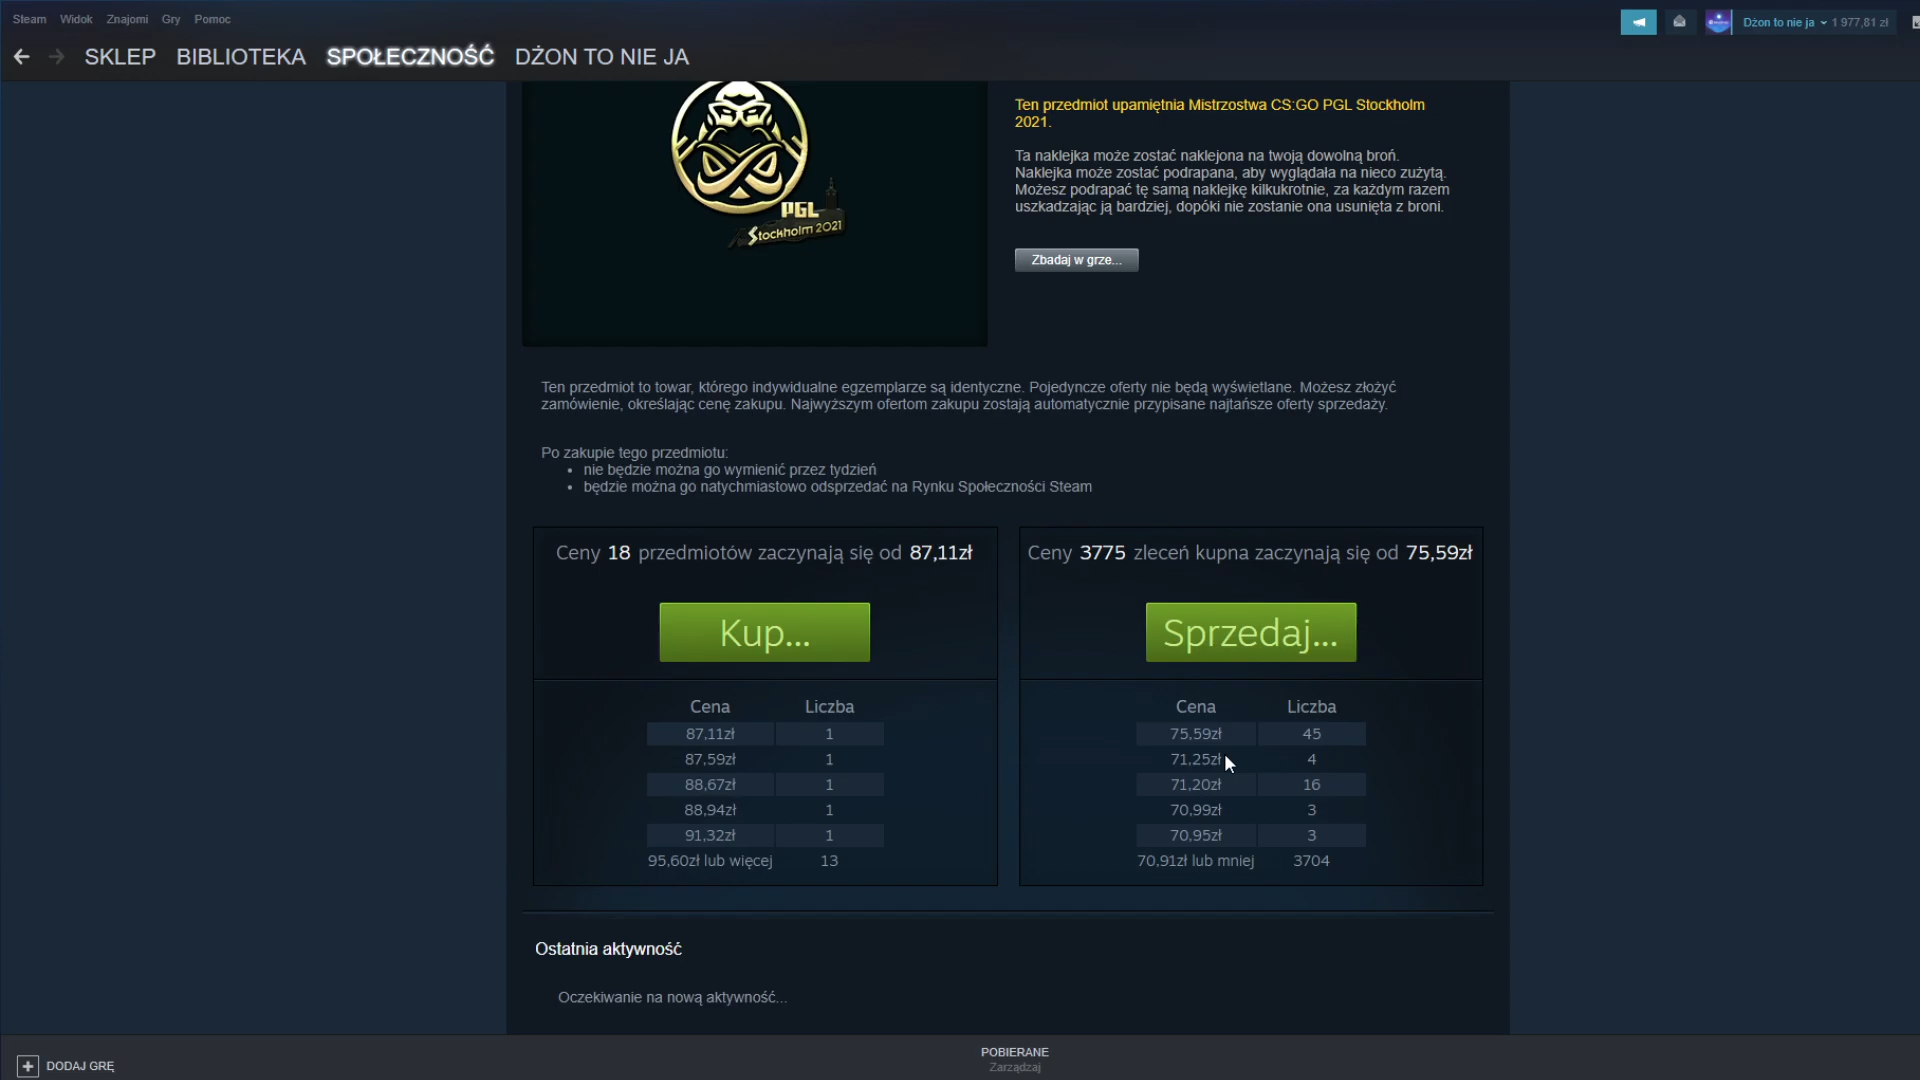 Steam Widok Znajomi Gry Pomoc
Dżon to nie ja 1 977,81 zł
SKLEP BIBLIOTEKA SPOŁECZNOŚĆ DŻON TO NIE JA
PGL
Stockholm 2021
Ten przedmiot upamiętnia Mistrzostwa CS:GO PGL Stockholm
2021.
Ta naklejka może zostać naklejona na twoją dowolną broń.
Naklejka może zostać podrapana, aby wyglądała na nieco zużytą.
Możesz podrapać tę samą naklejkę kilkukrotnie, za każdym razem
uszkadzając ją bardziej, dopóki nie zostanie ona usunięta z broni.
Zbadaj w grze...
Ten przedmiot to towar, którego indywidualne egzemplarze są identyczne. Pojedyncze oferty nie będą wyświetlane. Możesz złożyć
zamówienie, określając cenę zakupu. Najwyższym ofertom zakupu zostają automatycznie przypisane najtańsze oferty sprzedaży.
Po zakupie tego przedmiotu:
• nie będzie można go wymienić przez tydzień
• będzie można go natychmiastowo odsprzedać na Rynku Społeczności Steam
Ceny 18 przedmiotów zaczynają się od 87,11zł
Kup...
Cena Liczba
87,11zł 1
87,59zł 1
88,67zł 1
88,94zł 1
91,32zł 1
95,60zł lub więcej 13
Ceny 3775 zleceń kupna zaczynają się od 75,59zł
Sprzedaj...
Cena Liczba
75,59zł 45
71,25zł 4
71,20zł 16
70,99zł 3
70,95zł 3
70,91zł lub mniej 3704
Ostatnia aktywność
Oczekiwanie na nową aktywność...
DODAJ GRĘ
POBIERANE
Zarządzaj